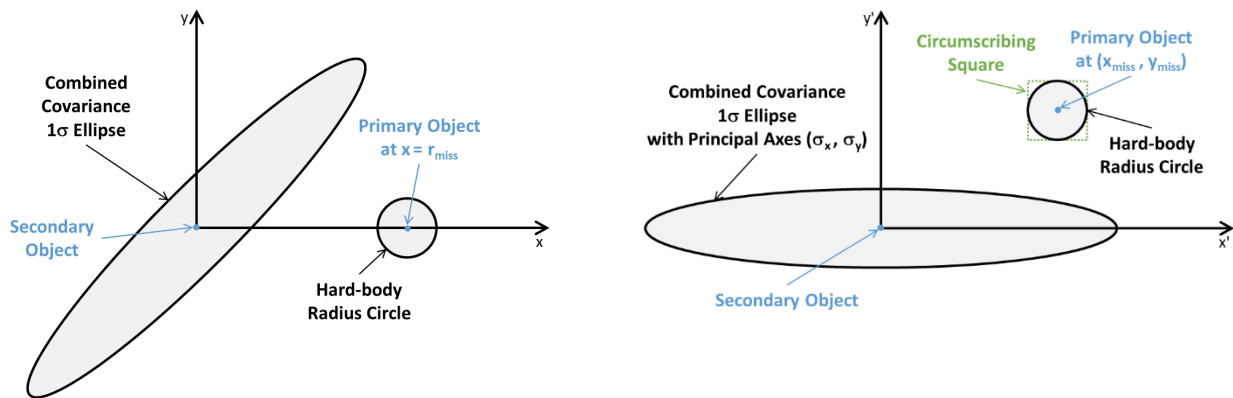 y
Combined
Covariance
1σ Ellipse
Primary Object
at x = r_miss
Secondary
Object
x
Hard-body
Radius Circle
y'
Circumscribing
Square
Primary Object
at (x_miss , y_miss)
Combined Covariance
1σ Ellipse
with Principal Axes (σ_x, σ_y)
Hard-body
Radius Circle
x'
Secondary Object